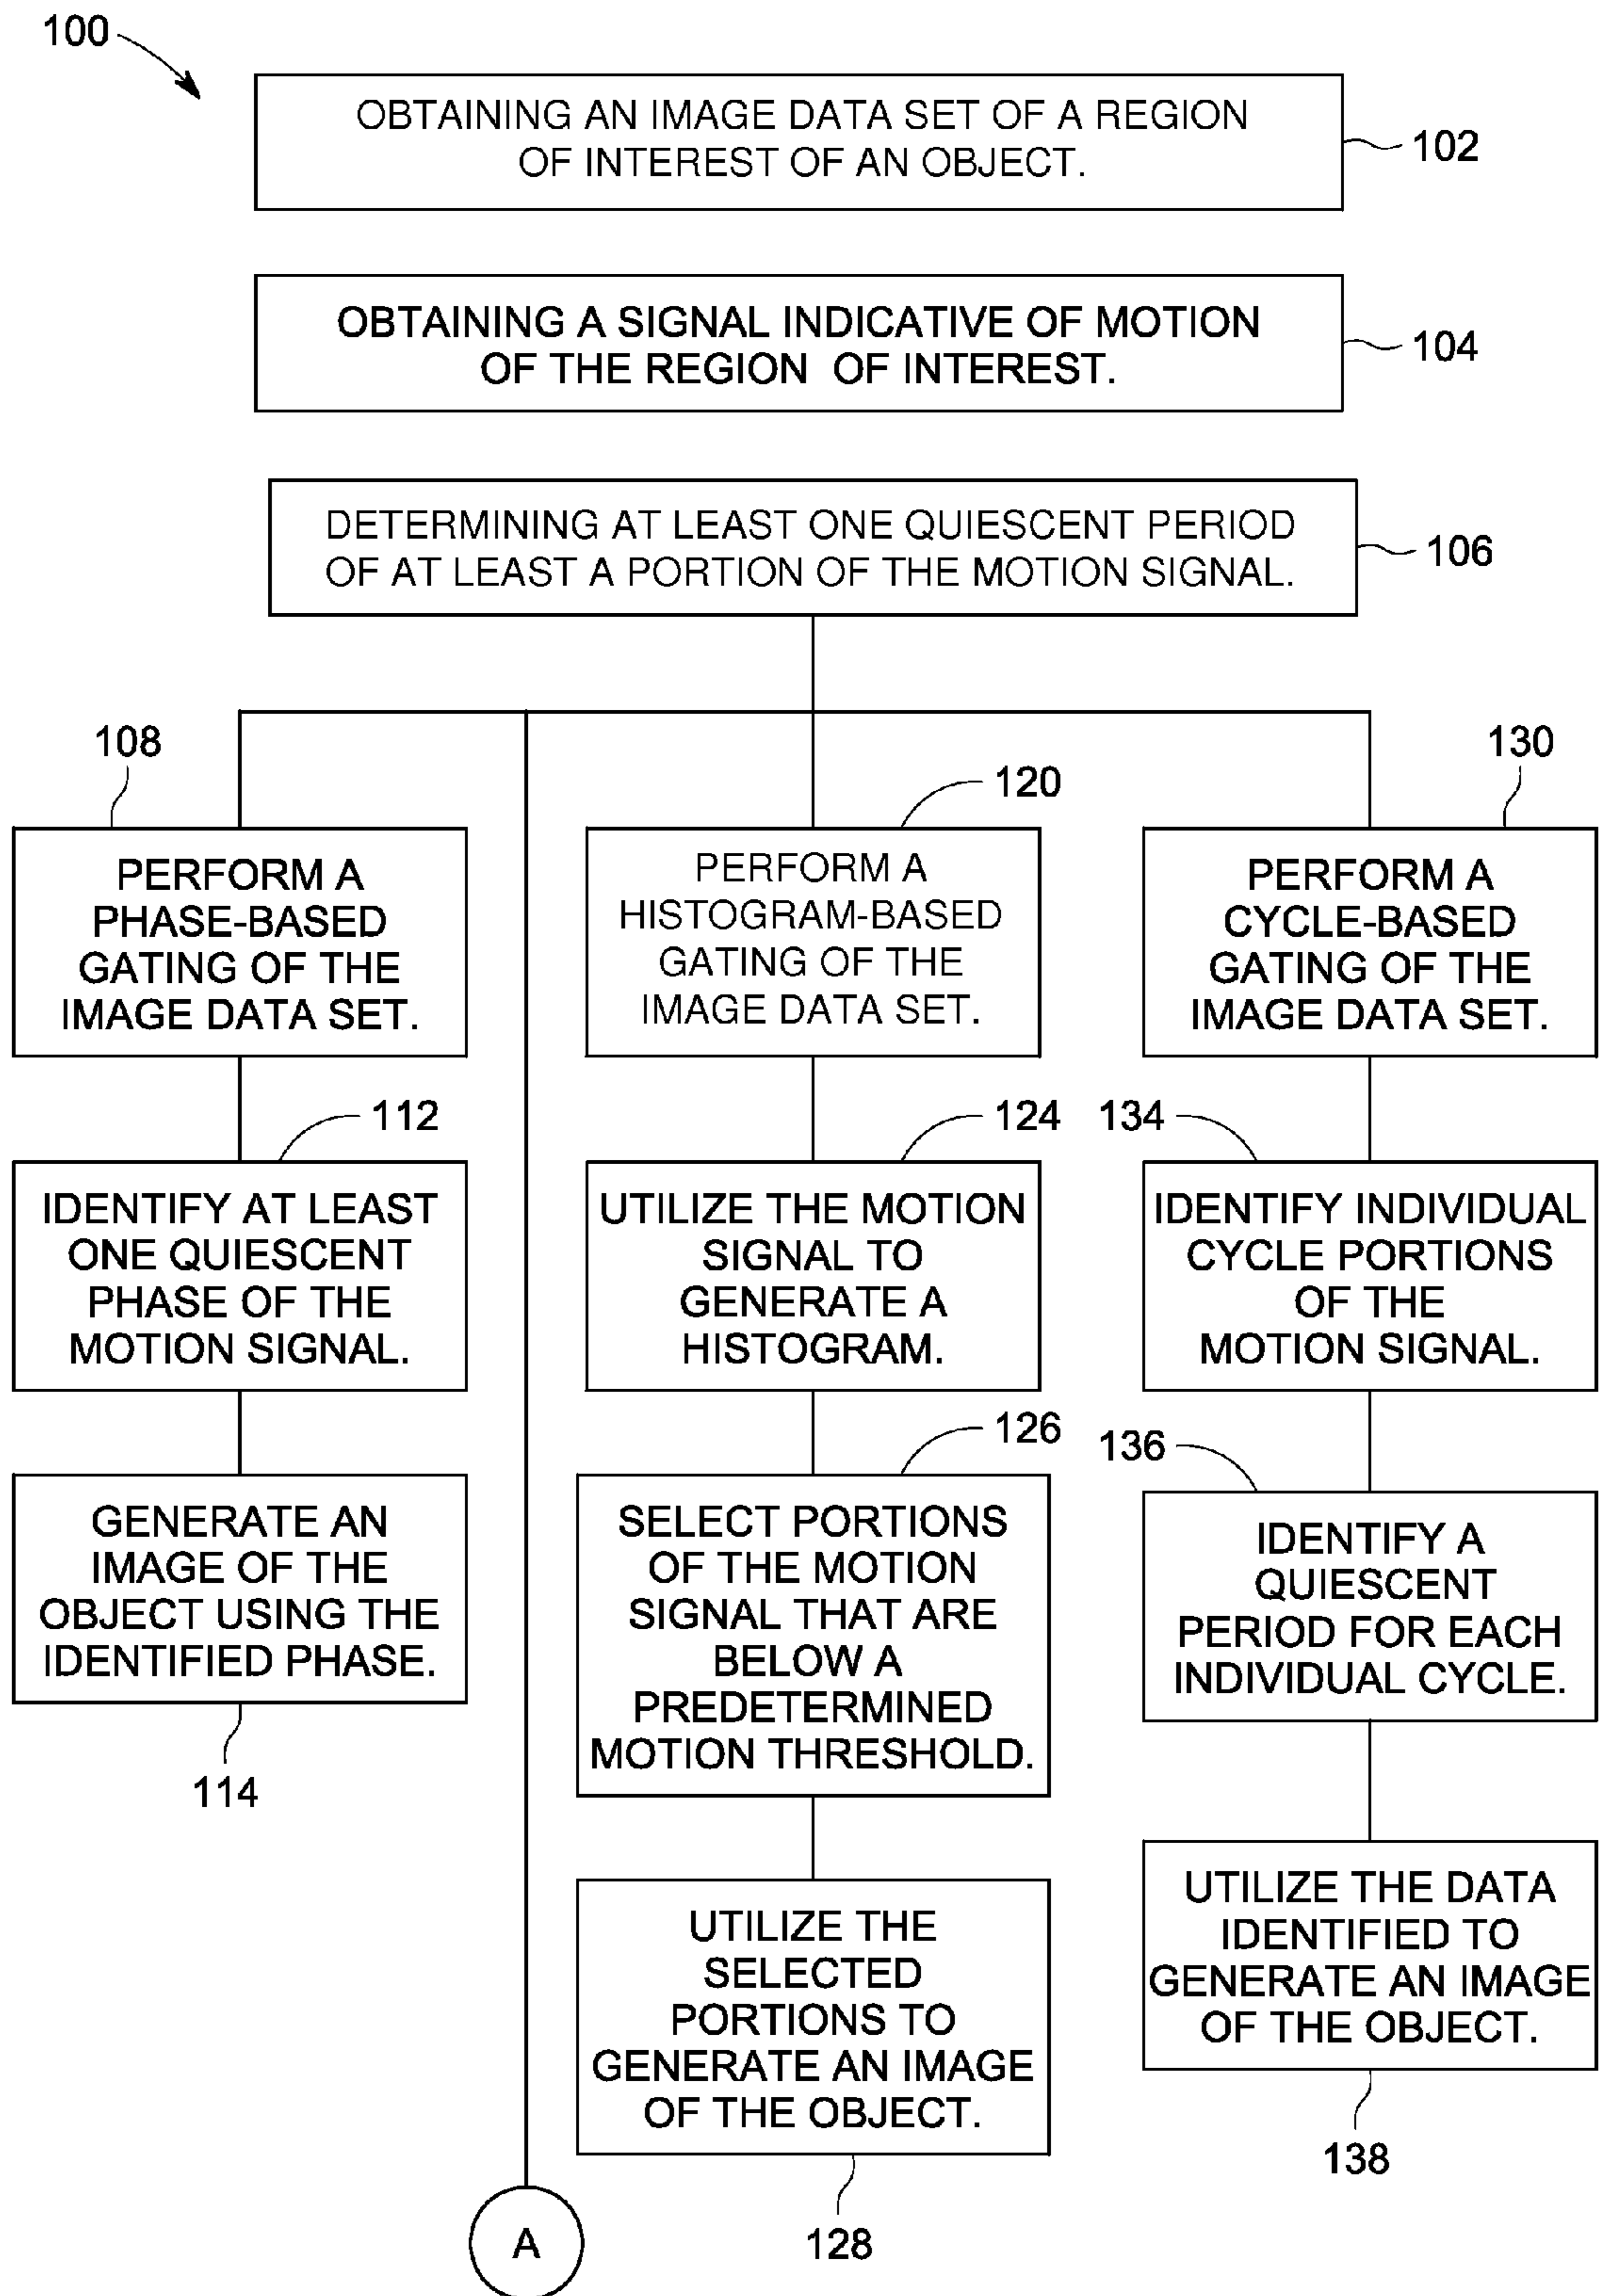 100
OBTAINING AN IMAGE DATA SET OF A REGION
OF INTEREST OF AN OBJECT.
102
OBTAINING A SIGNAL INDICATIVE OF MOTION
OF THE REGION OF INTEREST.
104
DETERMINING AT LEAST ONE QUIESCENT PERIOD
OF AT LEAST A PORTION OF THE MOTION SIGNAL.
106
108
PERFORM A
PHASE-BASED
GATING OF THE
IMAGE DATA SET.
112
IDENTIFY AT LEAST
ONE QUIESCENT
PHASE OF THE
MOTION SIGNAL.
GENERATE AN
IMAGE OF THE
OBJECT USING THE
IDENTIFIED PHASE.
114
A
120
PERFORM A
HISTOGRAM-BASED
GATING OF THE
IMAGE DATA SET.
124
UTILIZE THE MOTION
SIGNAL TO
GENERATE A
HISTOGRAM.
126
SELECT PORTIONS
OF THE MOTION
SIGNAL THAT ARE
BELOW A
PREDETERMINED
MOTION THRESHOLD.
UTILIZE THE
SELECTED
PORTIONS TO
GENERATE AN IMAGE
OF THE OBJECT.
128
130
PERFORM A
CYCLE-BASED
GATING OF THE
IMAGE DATA SET.
134
IDENTIFY INDIVIDUAL
CYCLE PORTIONS
OF THE
MOTION SIGNAL.
136
IDENTIFY A
QUIESCENT
PERIOD FOR EACH
INDIVIDUAL CYCLE.
UTILIZE THE DATA
IDENTIFIED TO
GENERATE AN IMAGE
OF THE OBJECT.
138